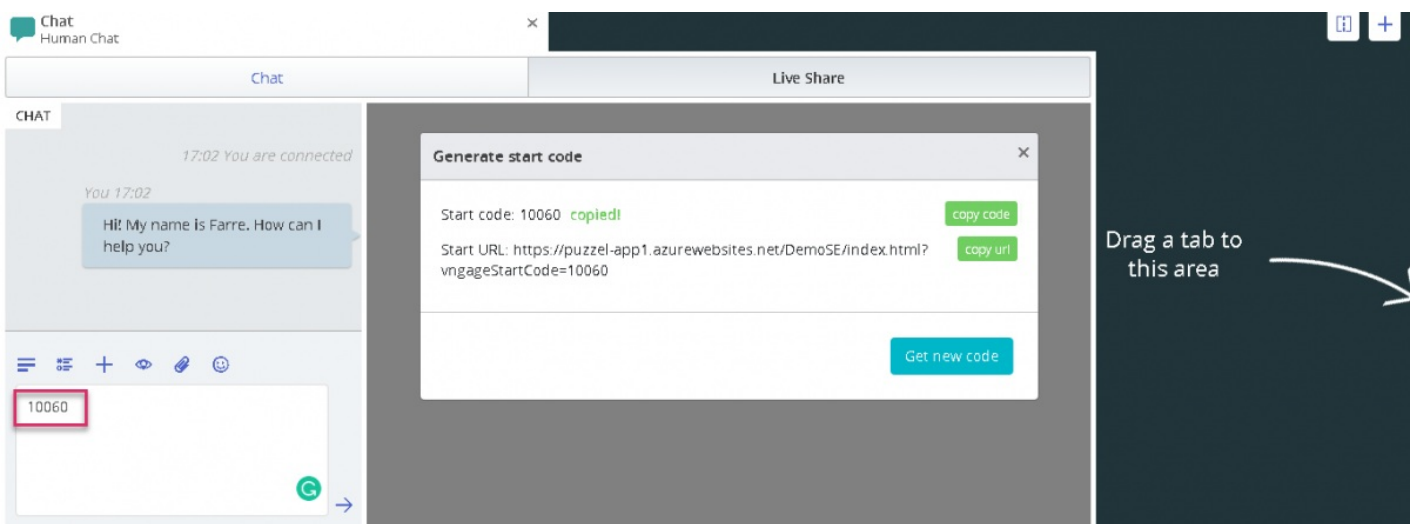 Chat
Human Chat
Chat
Live Share
CHAT
17:02 You are connected
You 17:02
Hi! My name is Farre. How can I
help you?
10060
Generate start code
Start code: 10060 copied!
copy code
Start URL: https://puzzel-app1.azurewebsites.net/DemoSE/index.html?
vngageStartCode=10060
copy url
Get new code
Drag a tab to
this area